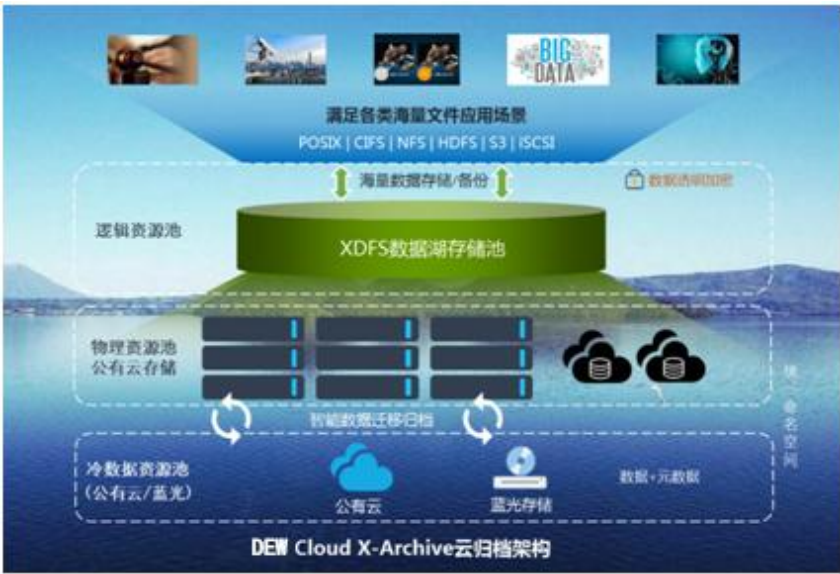 BIG
DATA
满足各类海量文件应用场景
POSIX | CIFS | NFS | HDFS | S3 | iSCSI
海量数据存储/备份
数据透明加密
逻辑资源池
XDFS数据湖存储池
物理资源池
公有云存储
智能数据迁移归档
统一命名空间
冷数据资源池
(公有云/蓝光)
公有云
蓝光存储
数据+元数据
DEW Cloud X-Archive云归档架构